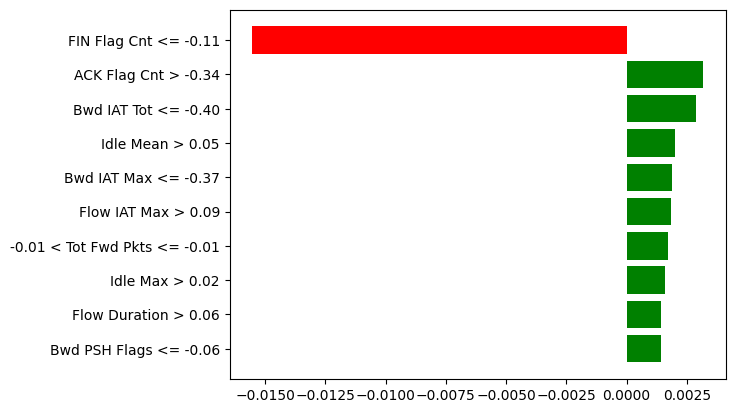 FIN Flag Cnt <= -0.11
ACK Flag Cnt > -0.34
Bwd IAT Tot <= -0.40
Idle Mean > 0.05
Bwd IAT Max <= -0.37
Flow IAT Max > 0.09
-0.01 < Tot Fwd Pkts <= -0.01
Idle Max > 0.02
Flow Duration > 0.06
Bwd PSH Flags <= -0.06
−0.0150 −0.0125 −0.0100 −0.0075 −0.0050 −0.0025 0.0000 0.0025